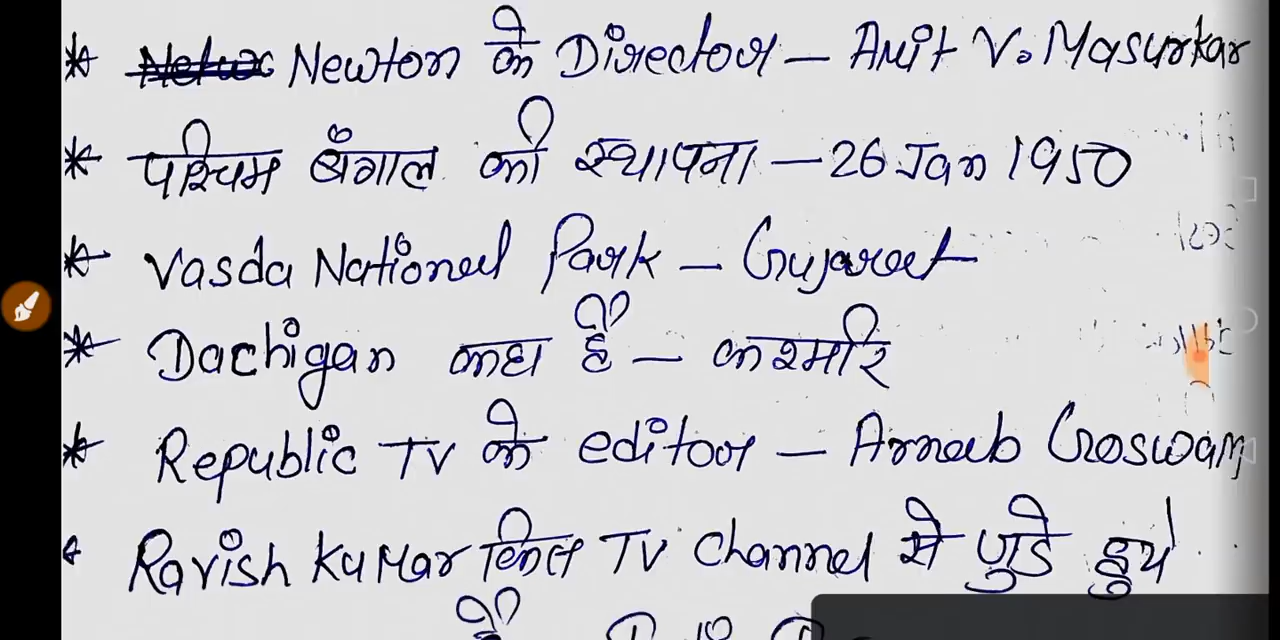 * Newton के Director – Amit V. Masurkar
* पश्चिम बंगाल की स्थापना – 26 Jan 1950
* Vasda National Park – Gujarat
* Dachigan कहा हैं – कश्मीर
* Republic TV के editor – Arnab Goswam
* Ravish Kumar किस TV Channel से जुडे हुये
हैं